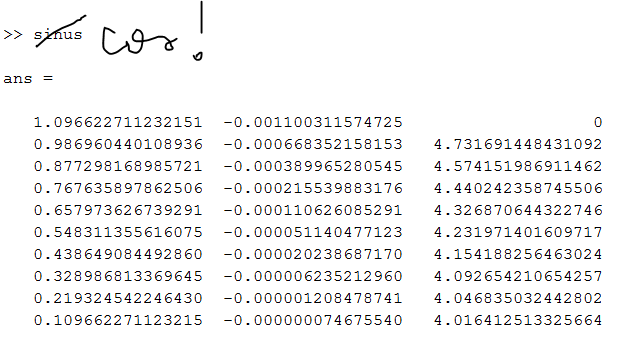 >> sinus cos!
ans =
1.096622711232151 -0.001100311574725 0
0.986960440108936 -0.000668352158153 4.731691448431092
0.877298168985721 -0.000389965280545 4.574151986911462
0.767635897862506 -0.000215539883176 4.440242358745506
0.657973626739291 -0.000110626085291 4.326870644322746
0.548311355616075 -0.000051140477123 4.231971401609717
0.438649084492860 -0.000020238687170 4.154188256463024
0.328986813369645 -0.000006235212960 4.092654210654257
0.219324542246430 -0.000001208478741 4.046835032442802
0.109662271123215 -0.000000074675540 4.016412513325664